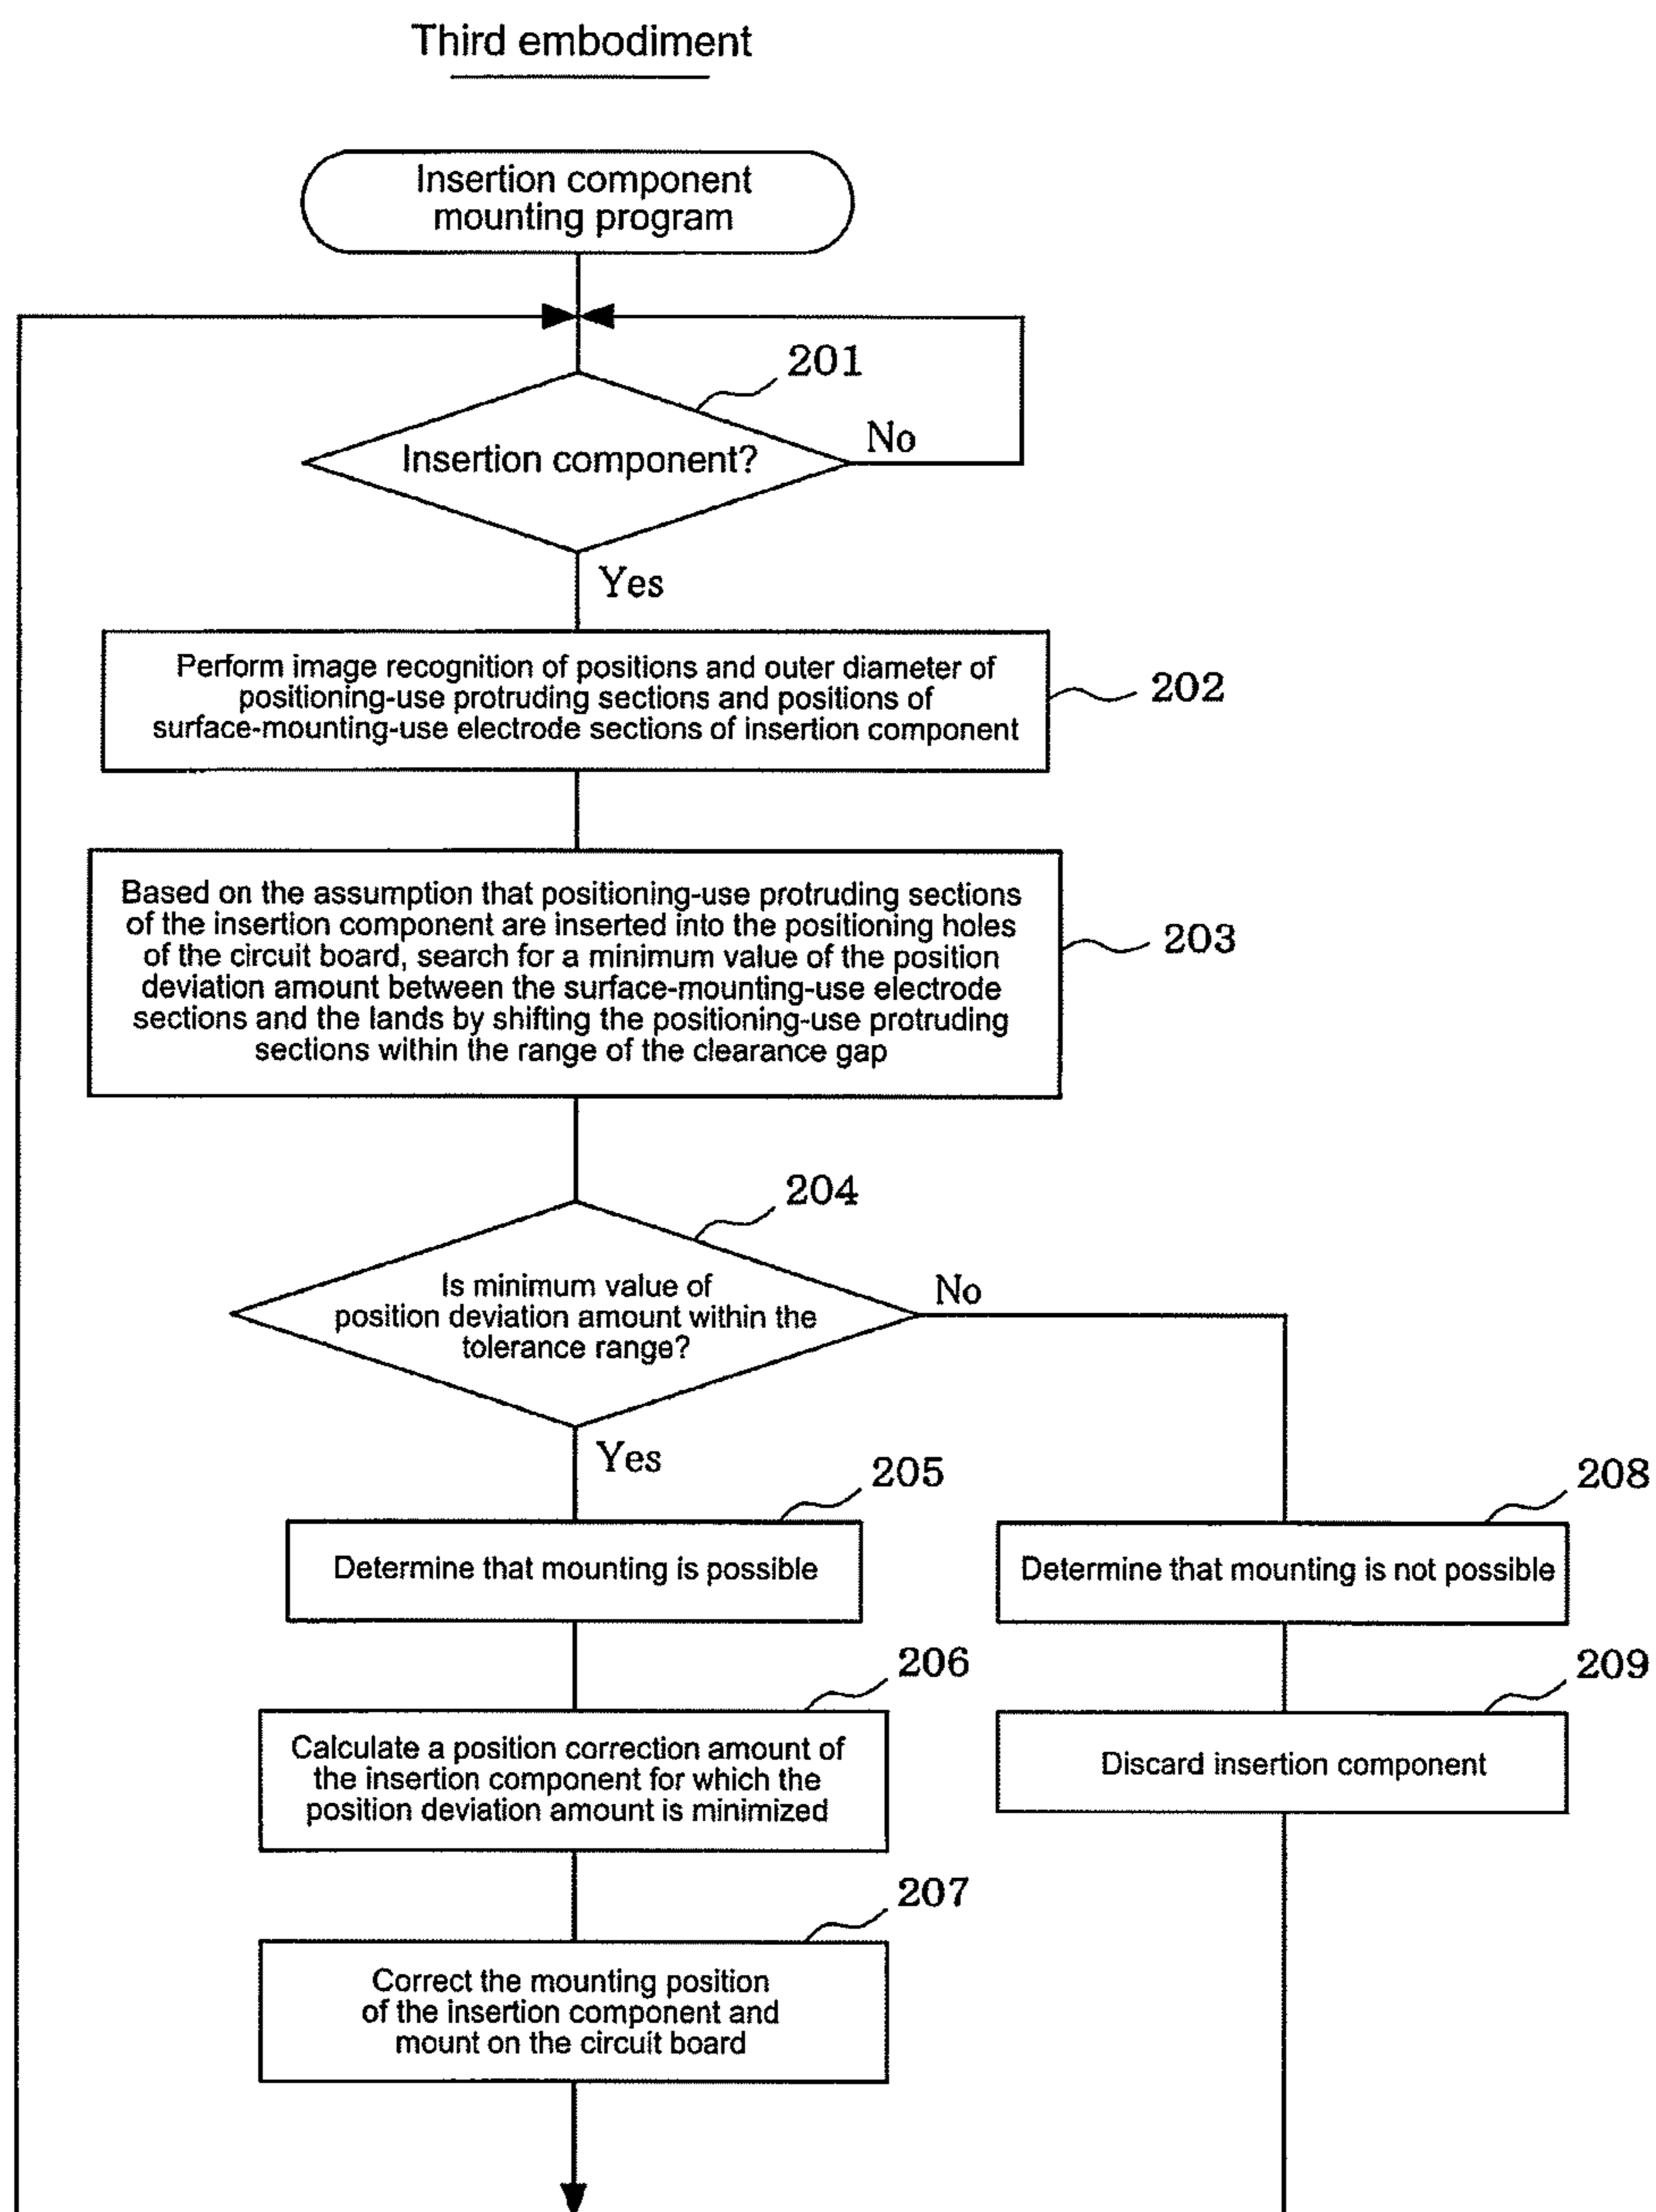 Third embodiment
Insertion component
mounting program
201
Insertion component?
No
Yes
Perform image recognition of positions and outer diameter of
positioning-use protruding sections and positions of
surface-mounting-use electrode sections of insertion component
202
Based on the assumption that positioning-use protruding sections
of the insertion component are inserted into the positioning holes
of the circuit board, search for a minimum value of the position
deviation amount between the surface-mounting-use electrode
sections and the lands by shifting the positioning-use protruding
sections within the range of the clearance gap
203
204
Is minimum value of
position deviation amount within the
tolerance range?
No
Yes
205
Determine that mounting is possible
208
Determine that mounting is not possible
206
Calculate a position correction amount of
the insertion component for which the
position deviation amount is minimized
209
Discard insertion component
207
Correct the mounting position
of the insertion component and
mount on the circuit board